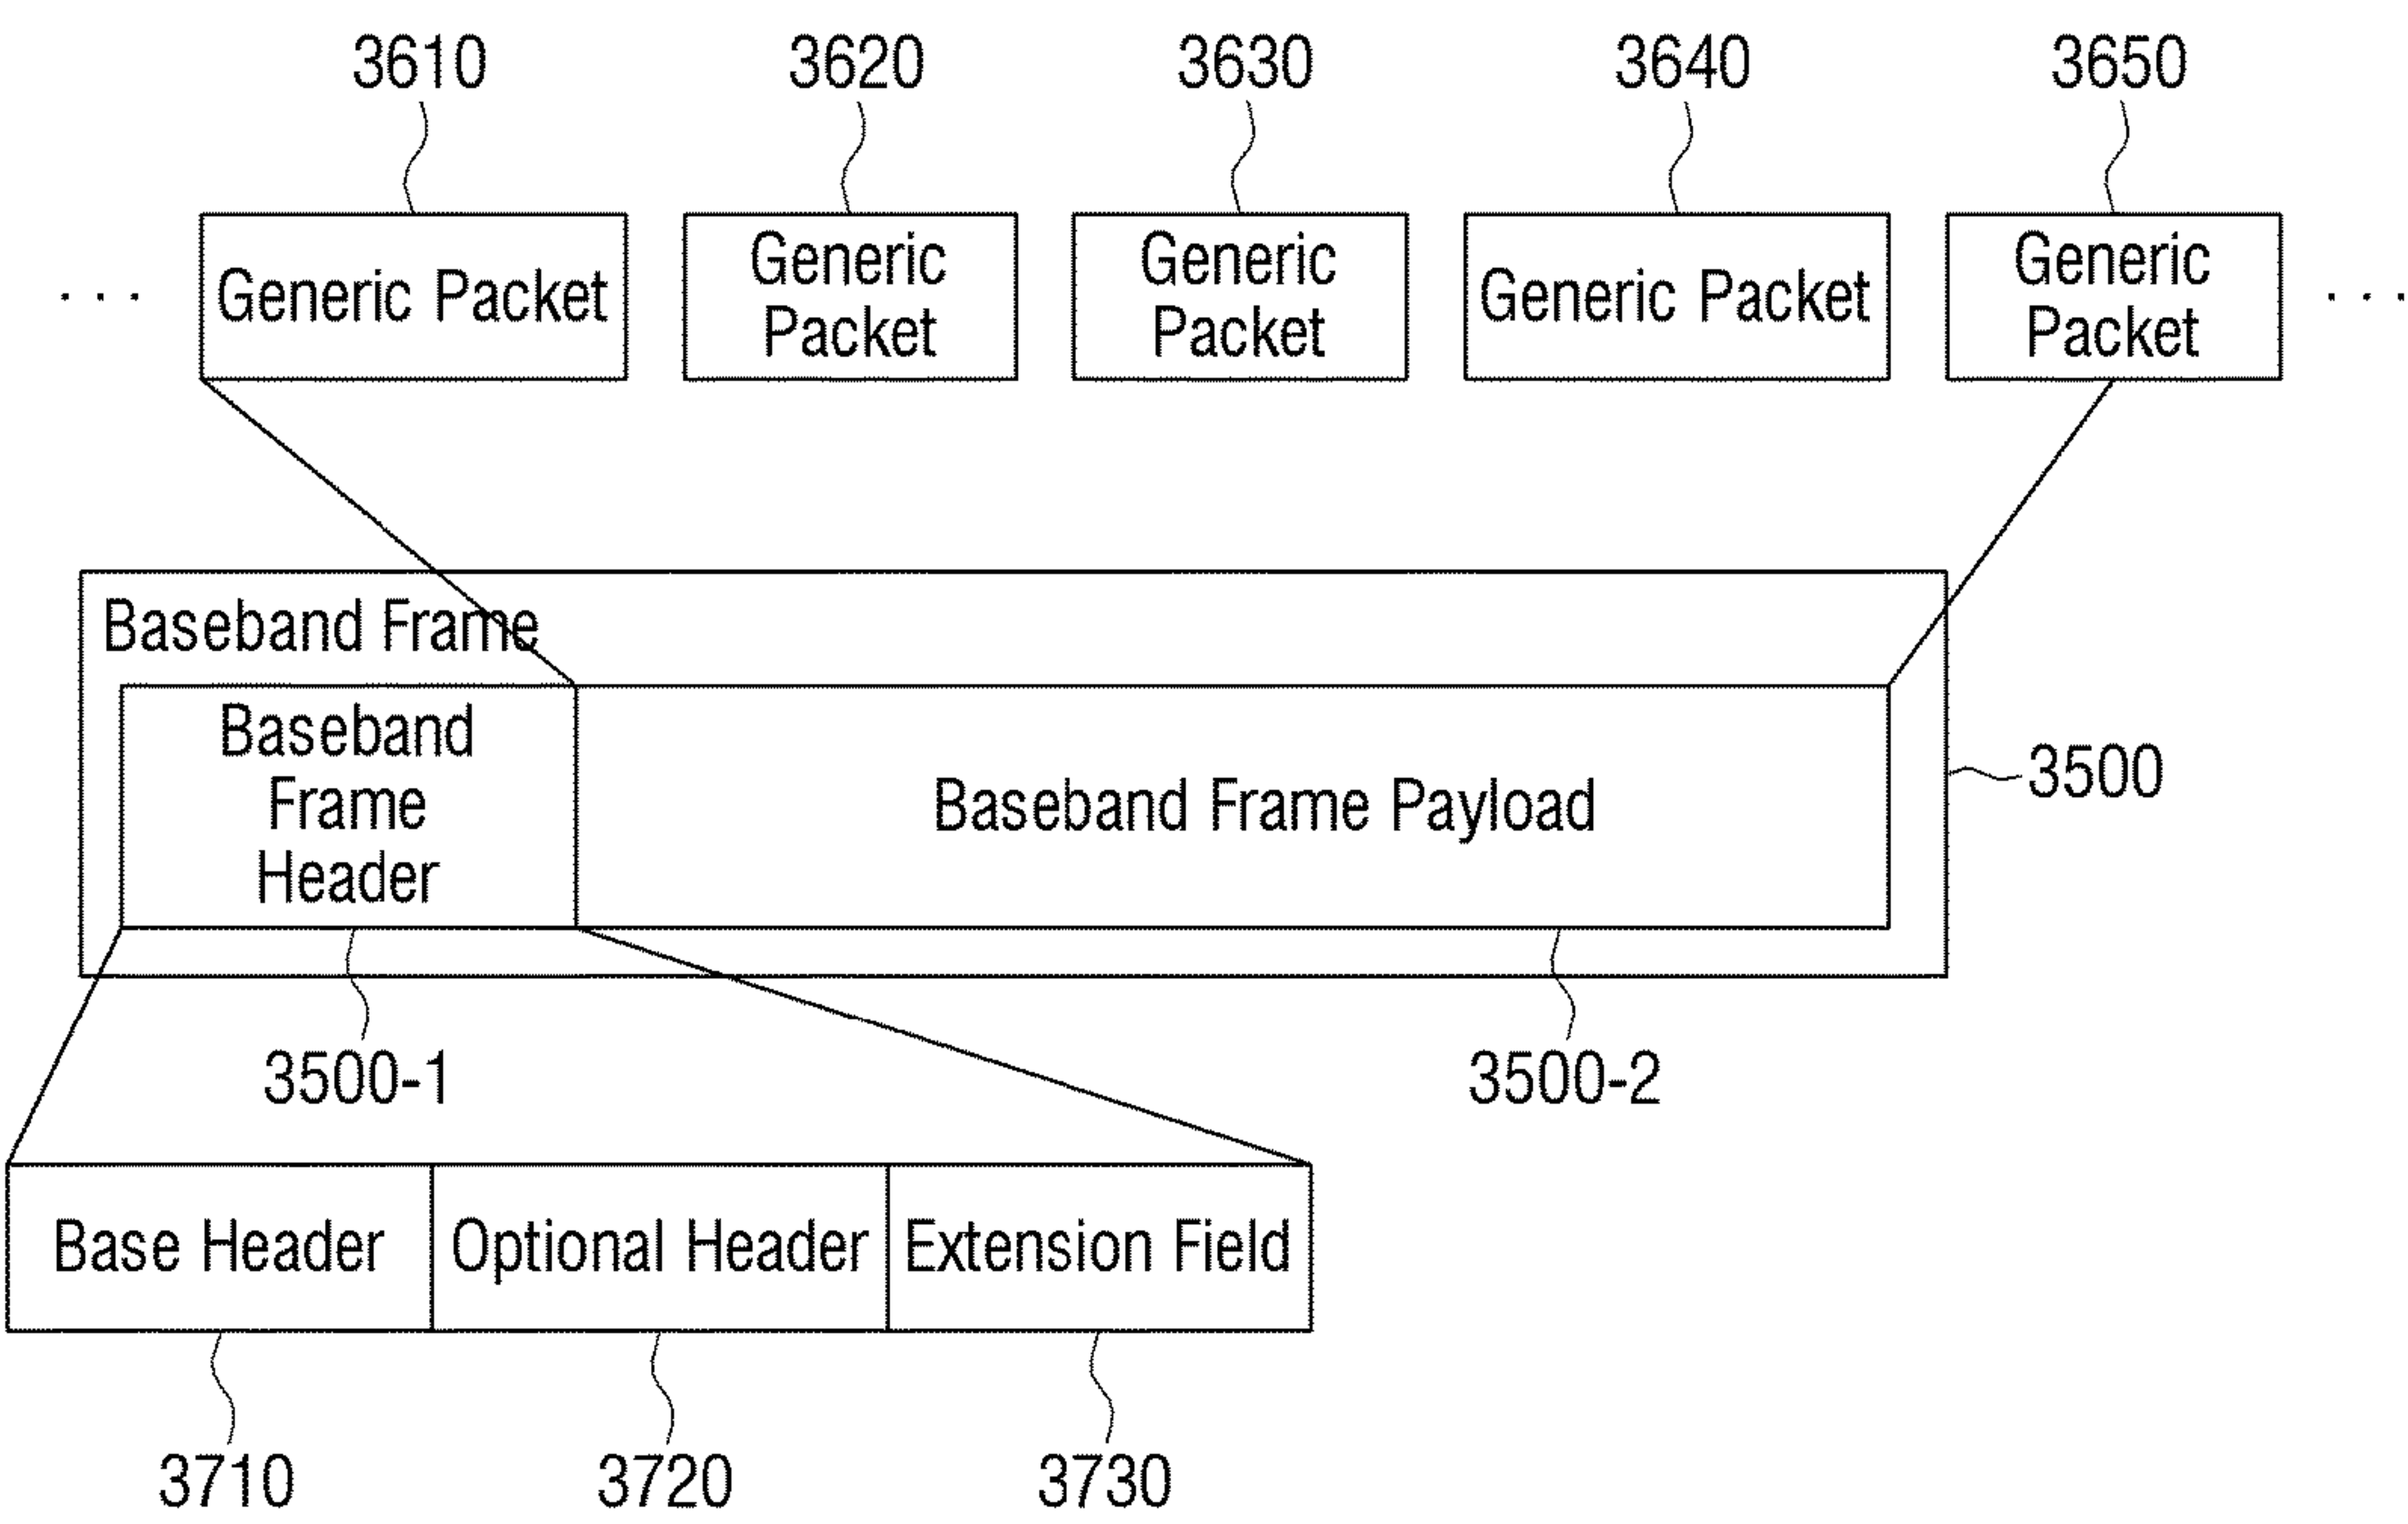 3610 3620 3630 3640 3650
Generic Packet
Generic
Packet
Generic
Packet
Generic Packet
Generic
Packet
. . .
. . .
Baseband Frame
Baseband
Frame
Header
Baseband Frame Payload
3500
3500-1
3500-2
Base Header
Optional Header
Extension Field
3710 3720 3730